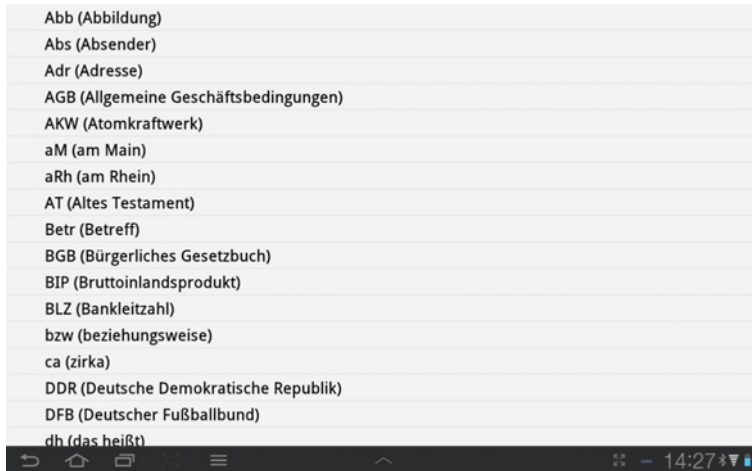 Abb (Abbildung)
Abs (Absender)
Adr (Adresse)
AGB (Allgemeine Geschäftsbedingungen)
AKW (Atomkraftwerk)
aM (am Main)
aRh (am Rhein)
AT (Altes Testament)
Betr (Betreff)
BGB (Bürgerliches Gesetzbuch)
BIP (Bruttoinlandsprodukt)
BLZ (Bankleitzahl)
bzw (beziehungsweise)
ca (zirka)
DDR (Deutsche Demokratische Republik)
DFB (Deutscher Fußballbund)
dh (das heißt)
14:27